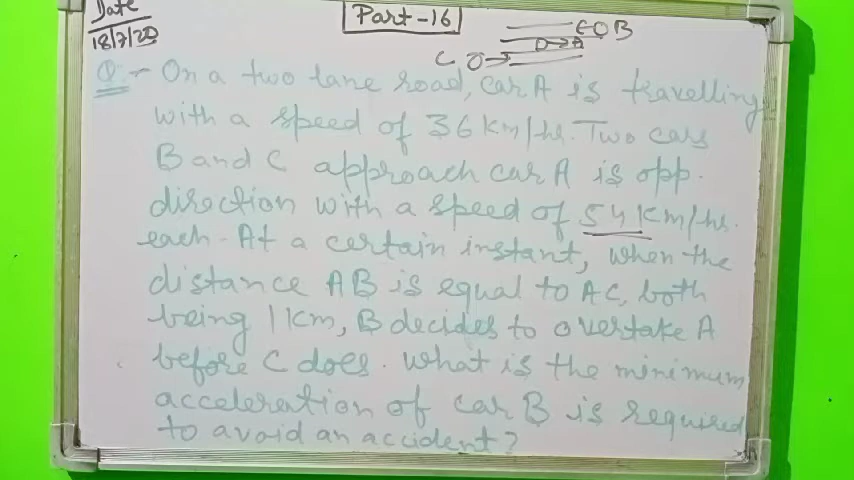 Date
18/7/20
Part-16
B
A
C
Q:- On a two lane road, car A is travelling
with a speed of 36 km/hr. Two cars
B and C approach car A is opp.
direction with a speed of 54 km/hr.
each. At a certain instant, when the
distance AB is equal to AC, both
being 1 km, B decides to overtake A
before C does. What is the minimum
acceleration of car B is required
to avoid an accident?